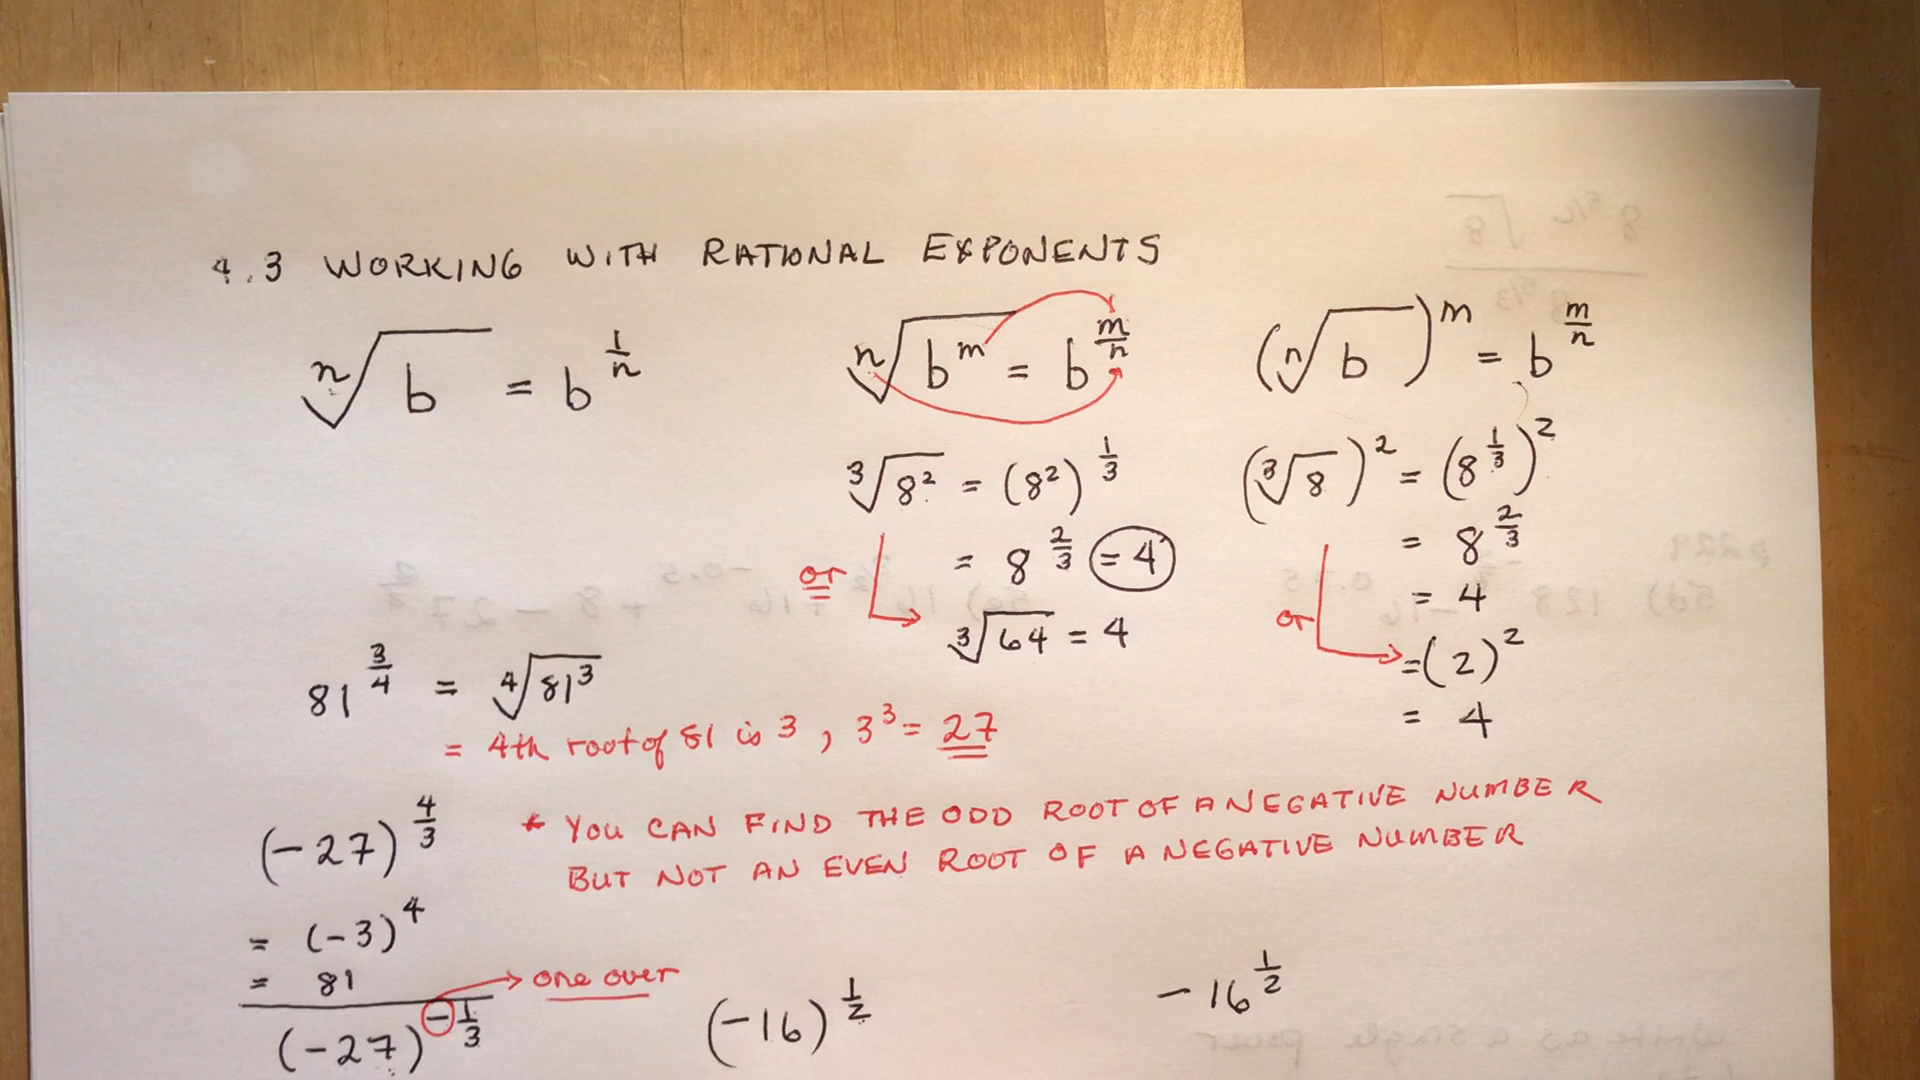 4.3 WORKING WITH RATIONAL EXPONENTS
ⁿ√b = b^(1/n)
ⁿ√(b^m) = b^(m/n)
(ⁿ√b)^m = b^(m/n)
³√(8²) = (8²)^(1/3)
= 8^(2/3) = 4
or
³√64 = 4
(³√8)² = (8^(1/3))²
= 8^(2/3)
= 4
or
= (2)²
= 4
81^(3/4) = ⁴√(81³)
= 4th root of 81 is 3, 3³ = 27
(-27)^(4/3)
* YOU CAN FIND THE ODD ROOT OF A NEGATIVE NUMBER
BUT NOT AN EVEN ROOT OF A NEGATIVE NUMBER
= (-3)⁴
= 81
one over
(-27)^(-1/3)
(-16)^(1/2)
-16^(1/2)